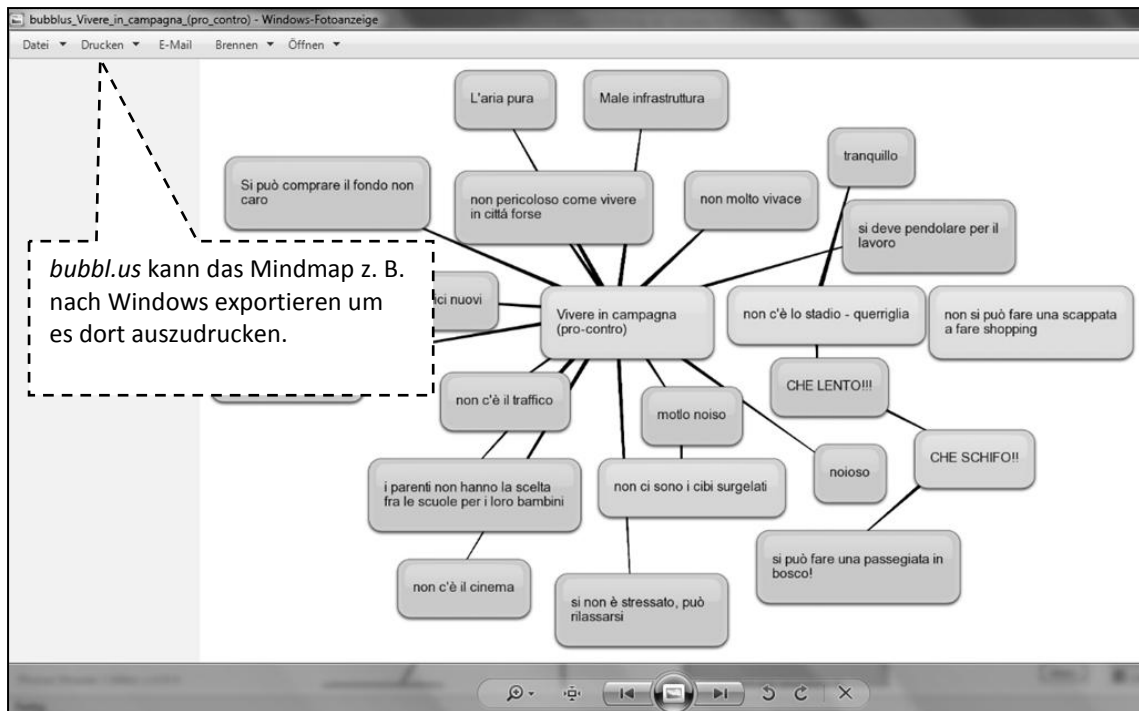 bubblus_Vivere_in_campagna_(pro_contro) - Windows-Fotoanzeige
Datei Drucken E-Mail Brennen Öffnen
L'aria pura
Male infrastruttura
tranquillo
Si può comprare il fondo non
caro
non pericoloso come vivere
in cittá forse
non molto vivace
si deve pendolare per il
lavoro
bubbl.us kann das Mindmap z. B.
nach Windows exportieren um
es dort auszudrucken.
nuovi
Vivere in campagna
(pro-contro)
non c'è lo stadio - querriglia
non si può fare una scappata
a fare shopping
non c'è il traffico
motlo noiso
CHE LENTO!!!
CHE SCHIFO!!
i parenti non hanno la scelta
fra le scuole per i loro bambini
non ci sono i cibi surgelati
noioso
non c'è il cinema
si non è stressato, può
rilassarsi
si può fare una passegiata in
bosco!